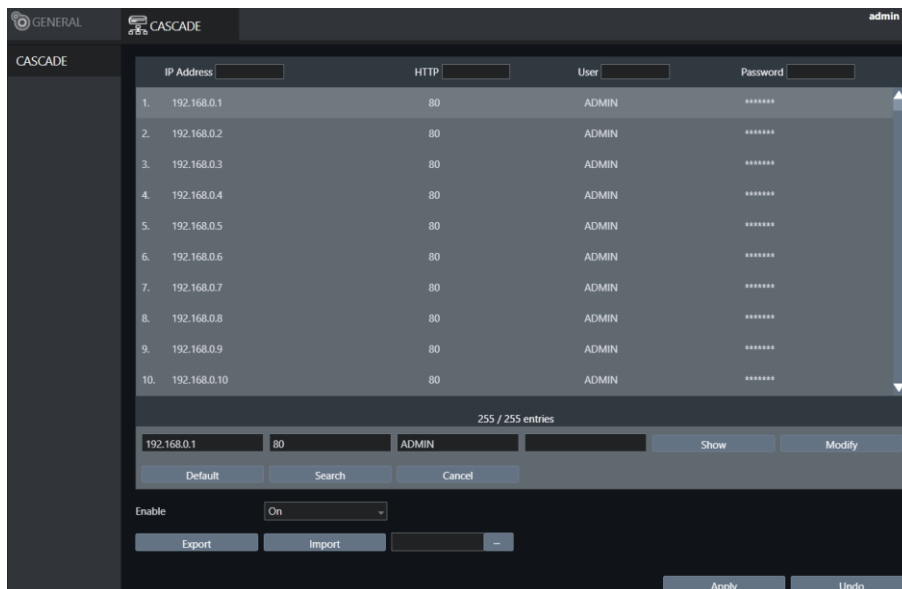 GENERAL
CASCADE
admin
CASCADE
IP Address HTTP User Password
1. 192.168.0.1 80 ADMIN *******
2. 192.168.0.2 80 ADMIN *******
3. 192.168.0.3 80 ADMIN *******
4. 192.168.0.4 80 ADMIN *******
5. 192.168.0.5 80 ADMIN *******
6. 192.168.0.6 80 ADMIN *******
7. 192.168.0.7 80 ADMIN *******
8. 192.168.0.8 80 ADMIN *******
9. 192.168.0.9 80 ADMIN *******
10. 192.168.0.10 80 ADMIN *******
255 / 255 entries
192.168.0.1 80 ADMIN Show Modify
Default Search Cancel
Enable On
Export Import ...
Apply Undo